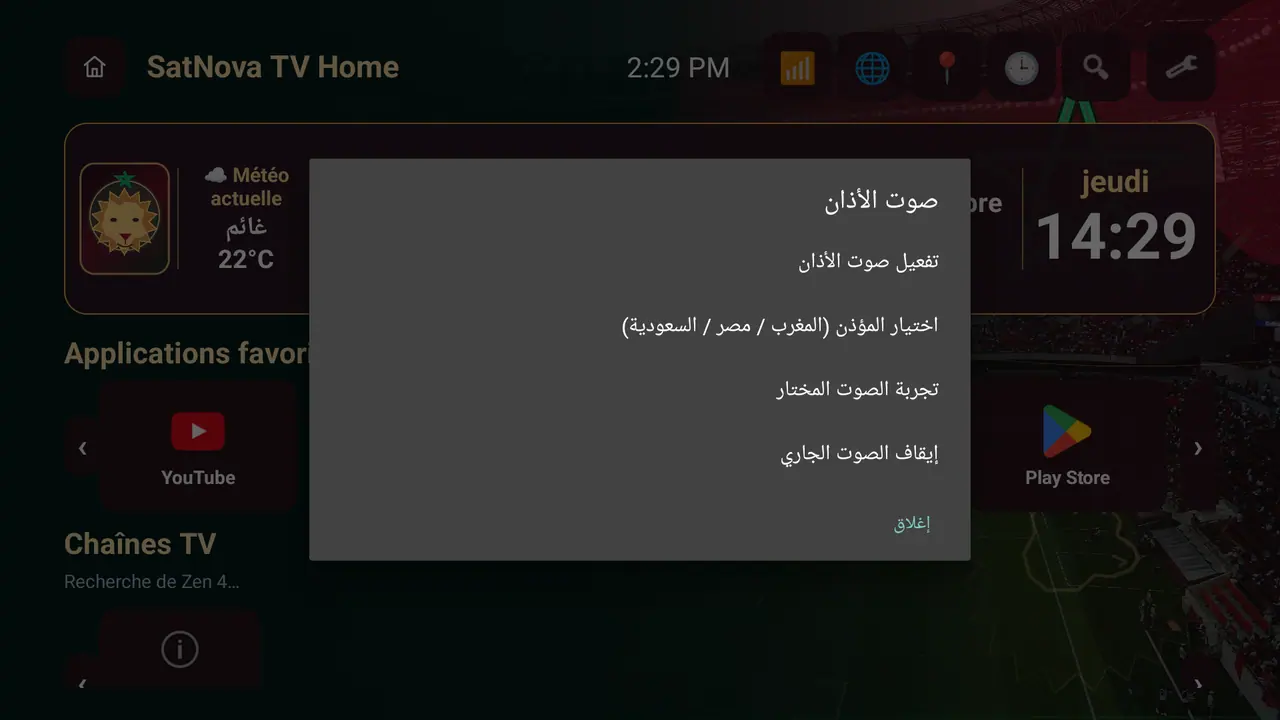 SatNova TV Home
2:29 PM
Météo
actuelle
غائم
22°C
jeudi
14:29
صوت الأذان
تفعيل صوت الأذان
اختيار المؤذن (المغرب / مصر / السعودية)
تجربة الصوت المختار
إيقاف الصوت الجاري
إغلاق
Applications favori
YouTube
Play Store
Chaînes TV
Recherche de Zen 4…